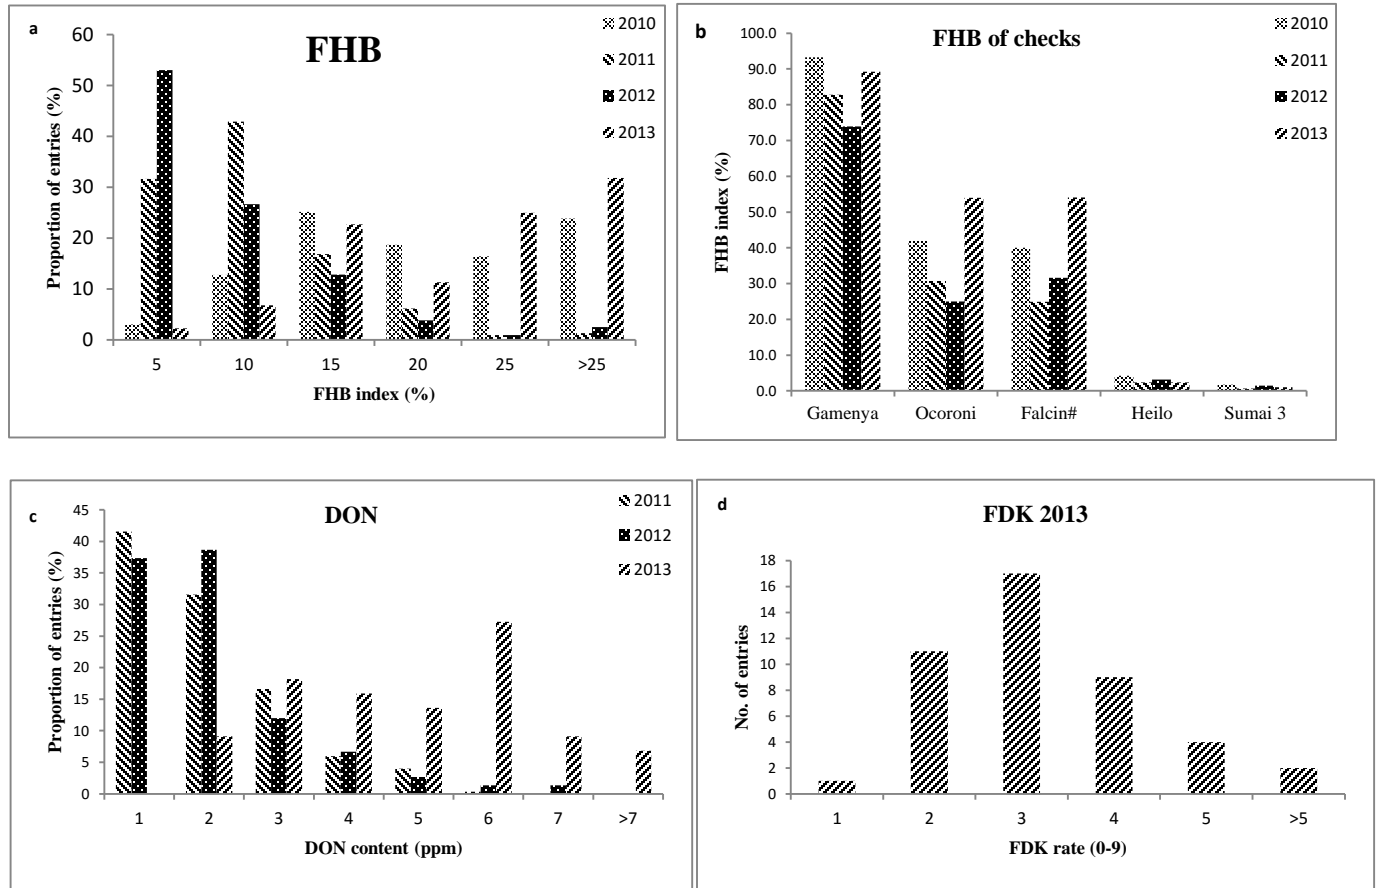 a
FHB
2010
2011
2012
2013
60
50
40
30
20
10
0
Proportion of entries (%)
5 10 15 20 25 >25
FHB index (%)
b
FHB of checks
2010
2011
2012
2013
100.0
90.0
80.0
70.0
60.0
50.0
40.0
30.0
20.0
10.0
0.0
FHB index (%)
Gamenya Ocoroni Falcin# Heilo Sumai 3
c
DON
2011
2012
2013
45
40
35
30
25
20
15
10
5
0
Proportion of entries (%)
1 2 3 4 5 6 7 >7
DON content (ppm)
d
FDK 2013
18
16
14
12
10
8
6
4
2
0
No. of entries
1 2 3 4 5 >5
FDK rate (0-9)